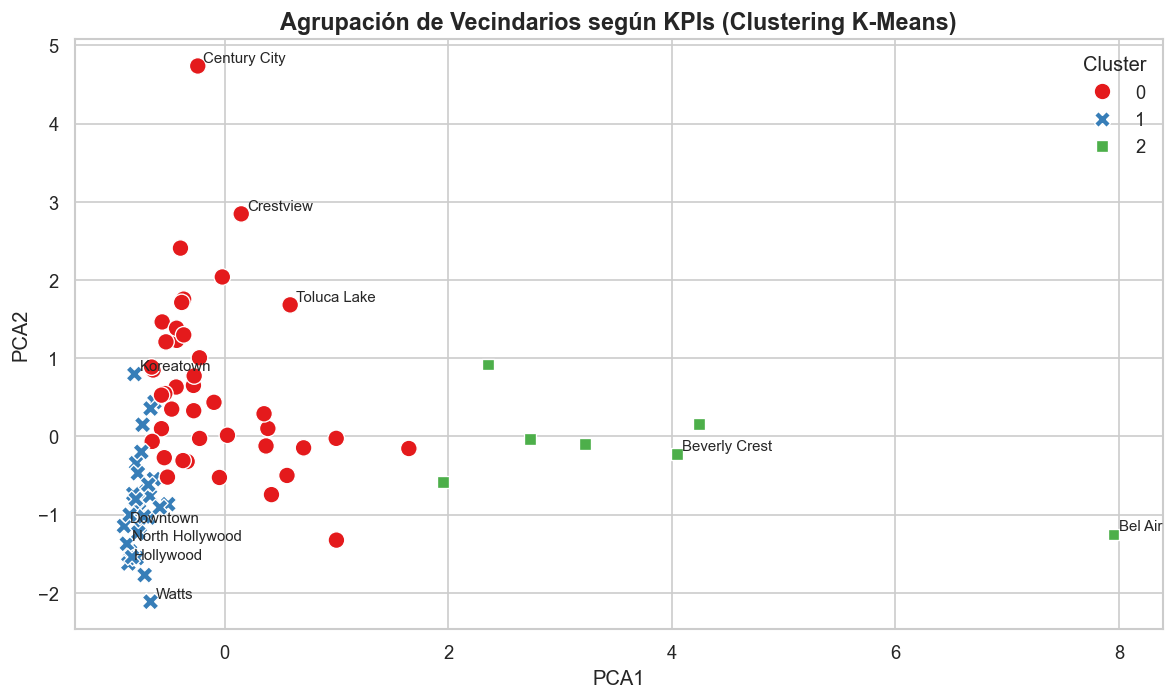 Agrupación de Vecindarios según KPIs (Clustering K-Means)
Century City
Cluster
0
1
2
Crestview
Toluca Lake
Koreatown
Beverly Crest
Downtown
North Hollywood
Hollywood
Watts
Bel Air
5
4
3
2
1
0
−1
−2
PCA2
0
2
4
6
8
PCA1